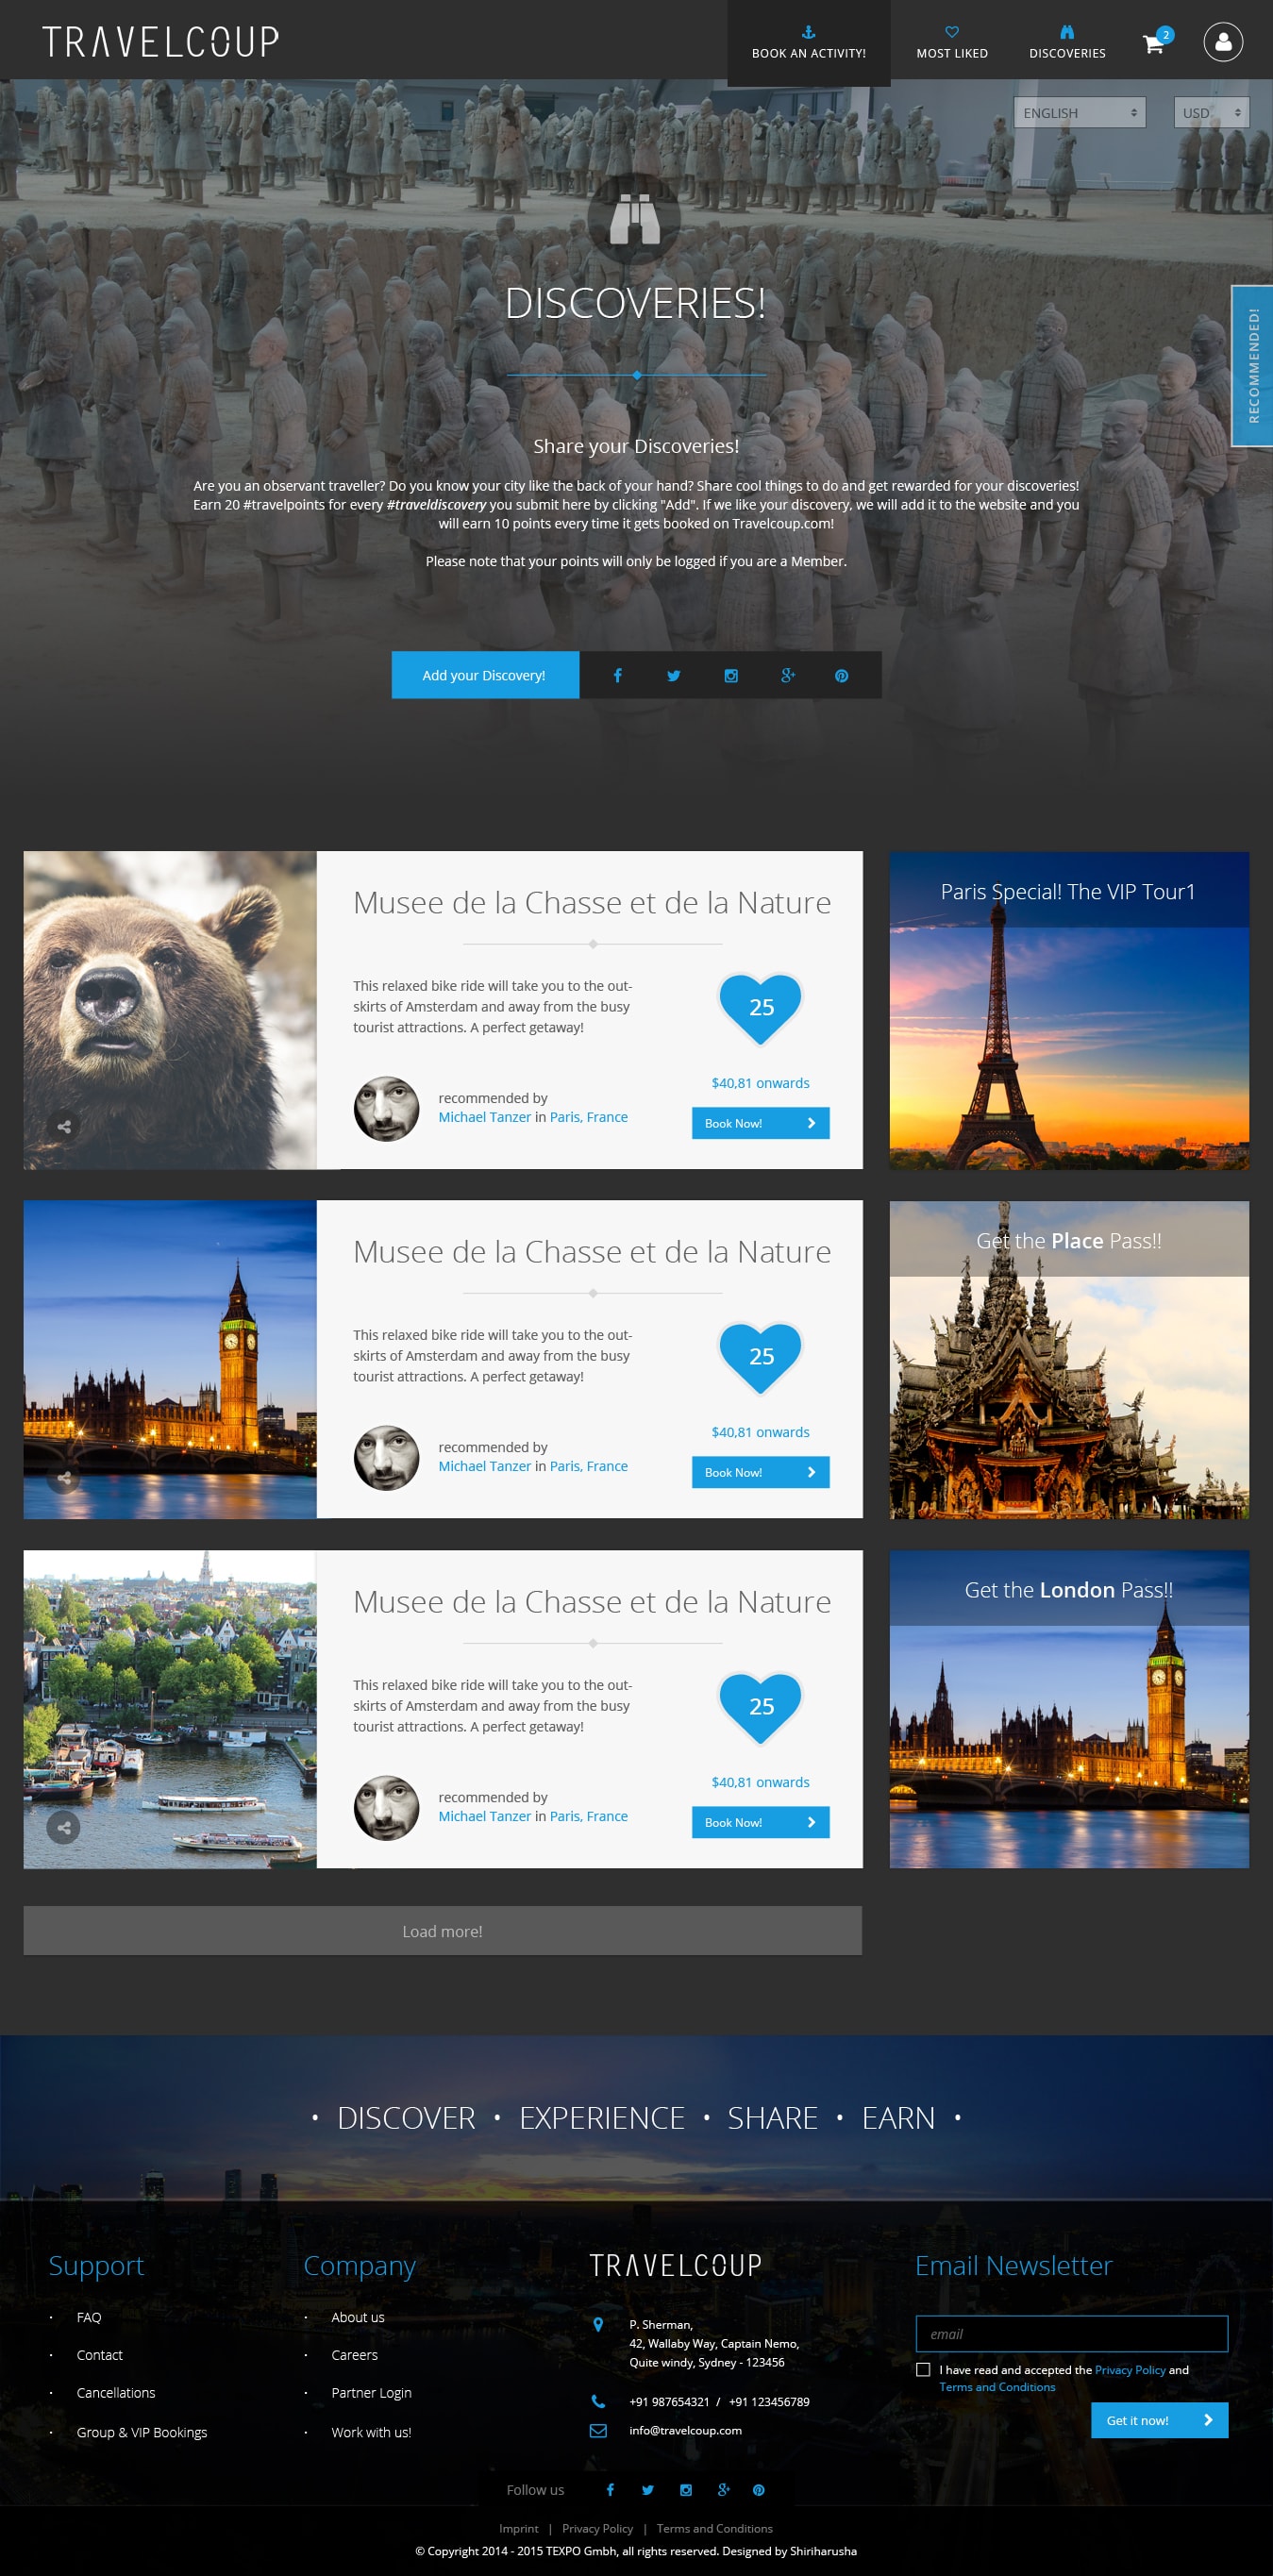 TRAVELCOUP
BOOK AN ACTIVITY!
MOST LIKED
DISCOVERIES
2
ENGLISH
USD
DISCOVERIES!
RECOMMENDED!
Share your Discoveries!
Are you an observant traveller? Do you know your city like the back of your hand? Share cool things to do and get rewarded for your discoveries!
Earn 20 #travelpoints for every #traveldiscovery you submit here by clicking "Add". If we like your discovery, we will add it to the website and you
will earn 10 points every time it gets booked on Travelcoup.com!
Please note that your points will only be logged if you are a Member.
Add your Discovery!
Musee de la Chasse et de la Nature
This relaxed bike ride will take you to the out-
skirts of Amsterdam and away from the busy
tourist attractions. A perfect getaway!
25
$40,81 onwards
recommended by
Michael Tanzer in Paris, France
Book Now!
Paris Special! The VIP Tour1
Musee de la Chasse et de la Nature
This relaxed bike ride will take you to the out-
skirts of Amsterdam and away from the busy
tourist attractions. A perfect getaway!
25
$40,81 onwards
recommended by
Michael Tanzer in Paris, France
Book Now!
Get the Place Pass!!
Musee de la Chasse et de la Nature
This relaxed bike ride will take you to the out-
skirts of Amsterdam and away from the busy
tourist attractions. A perfect getaway!
25
$40,81 onwards
recommended by
Michael Tanzer in Paris, France
Book Now!
Get the London Pass!!
Load more!
• DISCOVER • EXPERIENCE • SHARE • EARN •
Support
• FAQ
• Contact
• Cancellations
• Group & VIP Bookings
Company
• About us
• Careers
• Partner Login
• Work with us!
TRAVELCOUP
P. Sherman,
42, Wallaby Way, Captain Nemo,
Quite windy, Sydney - 123456
+91 987654321 / +91 123456789
info@travelcoup.com
Email Newsletter
email
I have read and accepted the Privacy Policy and
Terms and Conditions
Get it now!
Follow us
Imprint | Privacy Policy | Terms and Conditions
© Copyright 2014 - 2015 TEXPO Gmbh, all rights reserved. Designed by Shiriharusha